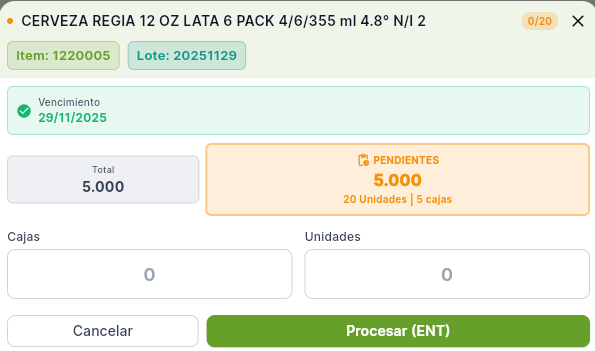 CERVEZA REGIA 12 OZ LATA 6 PACK 4/6/355 ml 4.8° N/I 2
0/20
Item: 1220005
Lote: 20251129
Vencimiento
29/11/2025
Total
5.000
PENDIENTES
5.000
20 Unidades | 5 cajas
Cajas
Unidades
0
0
Cancelar
Procesar (ENT)